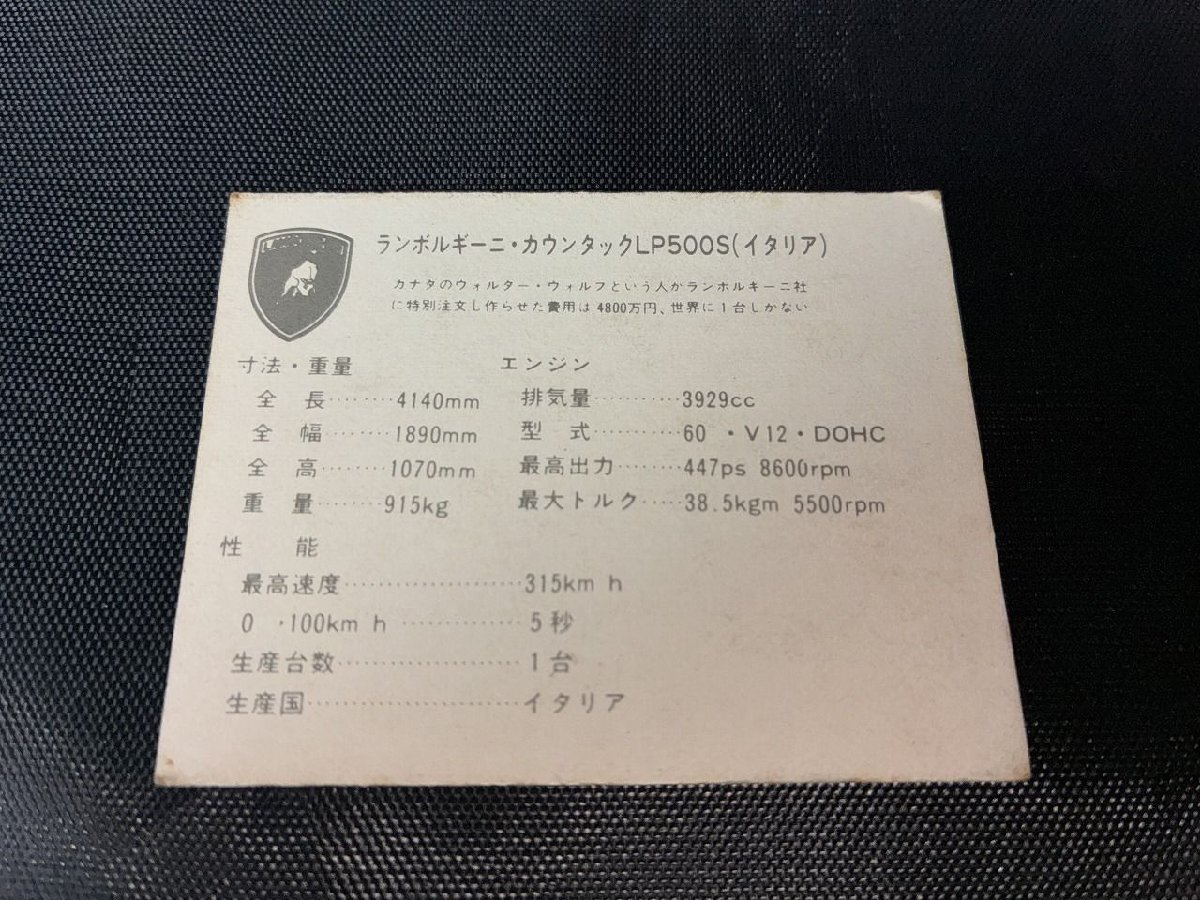 ランボルギーニ・カウンタックLP500S(イタリア)
カナダのウォルター・ウォルフという人がランボルギーニ社
に特別注文し作らせた費用は4800万円、世界に1台しかない
寸法・重量
全 長········4140mm
全 幅········1890mm
全 高········1070mm
重 量········915kg
エンジン
排気量··········3929cc
型 式··········60 ・V12・DOHC
最高出力·······447ps 8600rpm
最大トルク·····38.5kgm 5500rpm
性 能
最高速度·····················315km h
0 ·100km h ··············5秒
生産台数·····················1台
生産国························イタリア